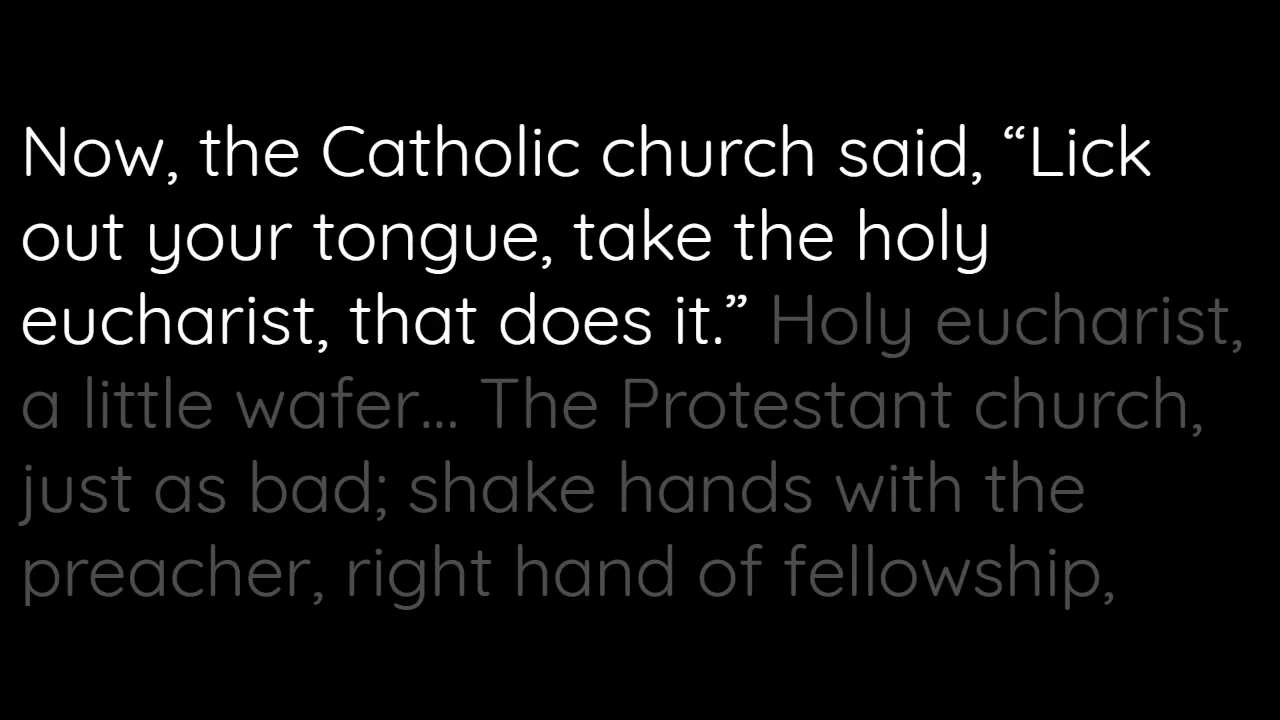 Now, the Catholic church said, “Lick
out your tongue, take the holy
eucharist, that does it.” Holy eucharist,
a little wafer... The Protestant church,
just as bad; shake hands with the
preacher, right hand of fellowship,